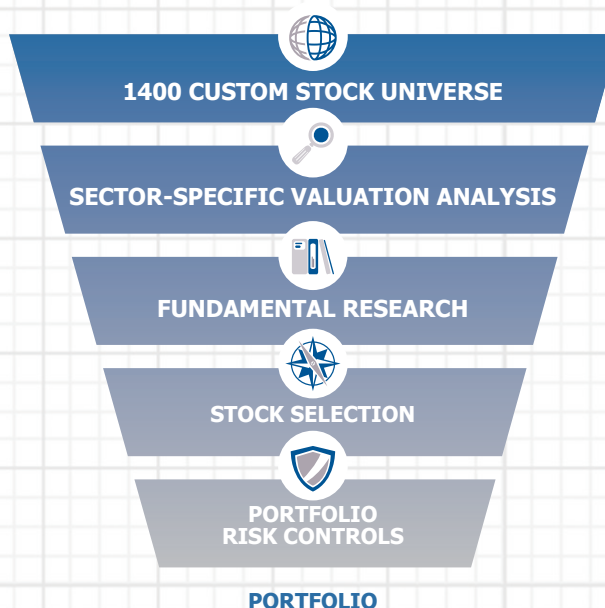 1400 CUSTOM STOCK UNIVERSE
SECTOR-SPECIFIC VALUATION ANALYSIS
FUNDAMENTAL RESEARCH
STOCK SELECTION
PORTFOLIO
RISK CONTROLS
PORTFOLIO